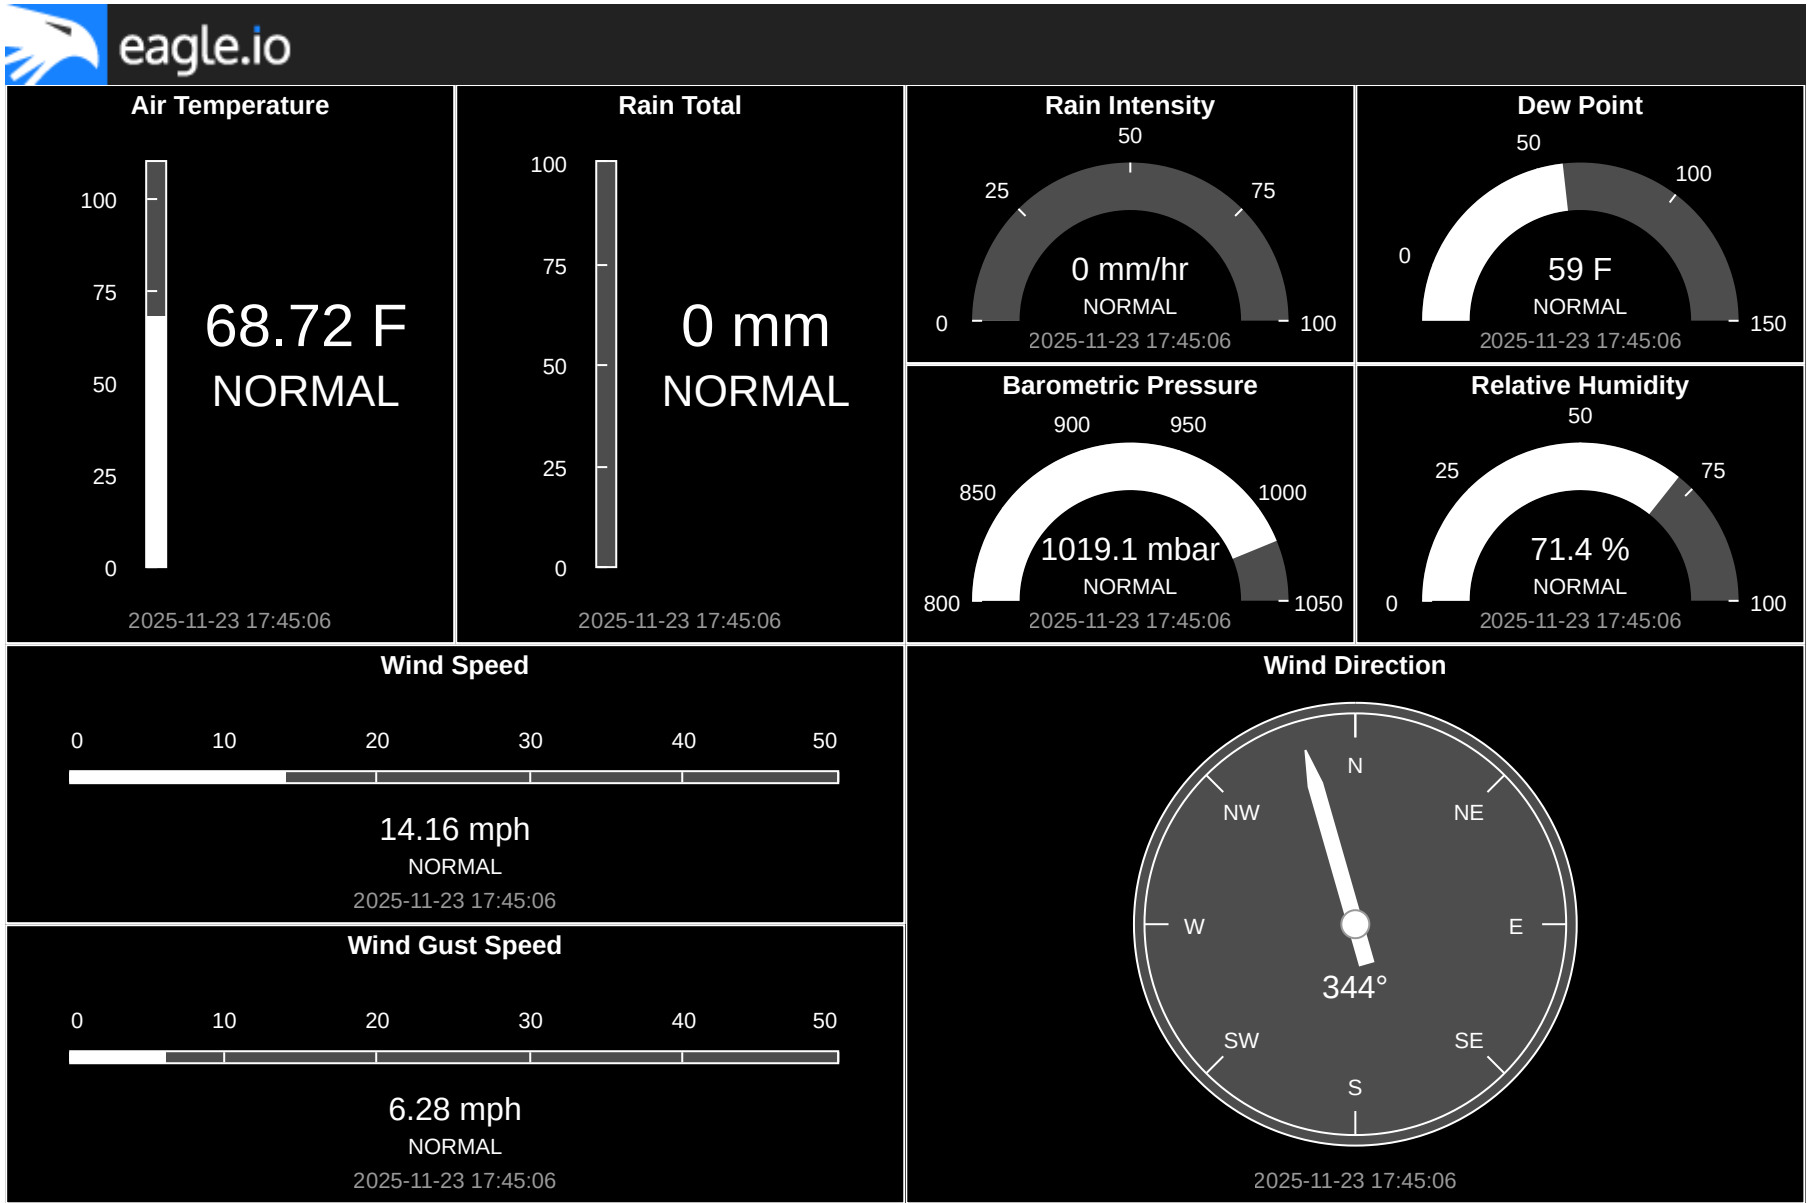 eagle.io
Air Temperature
100
75
50
25
0
68.72 F
NORMAL
2025-11-23 17:45:06
Rain Total
100
75
50
25
0
0 mm
NORMAL
2025-11-23 17:45:06
Rain Intensity
50
25
75
0
100
0 mm/hr
NORMAL
2025-11-23 17:45:06
Dew Point
50
100
0
150
59 F
NORMAL
2025-11-23 17:45:06
Barometric Pressure
900
950
850
1000
800
1050
1019.1 mbar
NORMAL
2025-11-23 17:45:06
Relative Humidity
50
25
75
0
100
71.4 %
NORMAL
2025-11-23 17:45:06
Wind Speed
0 10 20 30 40 50
14.16 mph
NORMAL
2025-11-23 17:45:06
Wind Gust Speed
0 10 20 30 40 50
6.28 mph
NORMAL
2025-11-23 17:45:06
Wind Direction
N
NW
NE
W
E
344°
SW
SE
S
2025-11-23 17:45:06